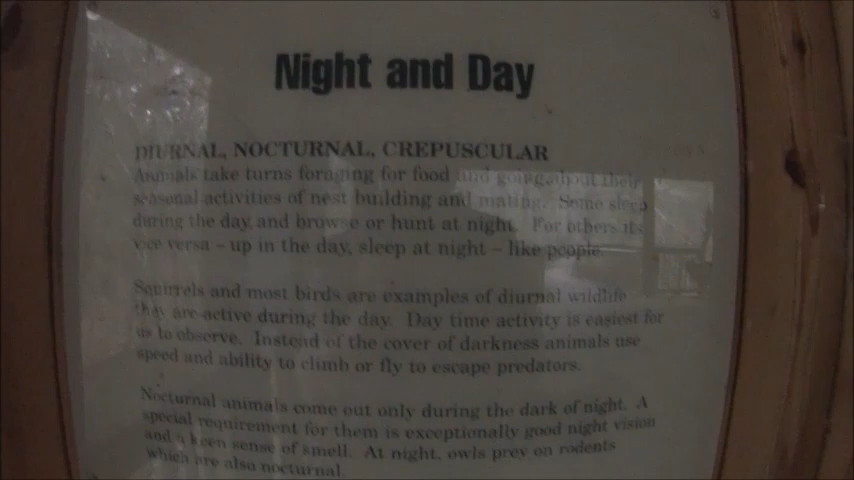 Night and Day
DIURNAL, NOCTURNAL, CREPUSCULAR
Animals take turns foraging for food and going about their
seasonal activities of nest building and mating. Some sleep
during the day and browse or hunt at night. For others its
vice versa – up in the day, sleep at night – like people.
Squirrels and most birds are examples of diurnal wildlife
they are active during the day. Day time activity is easiest for
us to observe. Instead of the cover of darkness animals use
speed and ability to climb or fly to escape predators.
Nocturnal animals come out only during the dark of night. A
special requirement for them is exceptionally good night vision
and a keen sense of smell. At night, owls prey on rodents
which are also nocturnal.